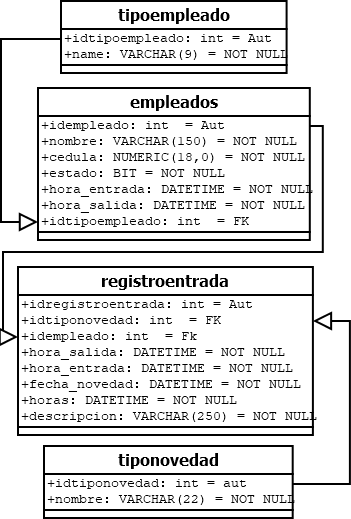 tipoempleado
+idtipoempleado: int = Aut
+name: VARCHAR(9) = NOT NULL
empleados
+idempleado: int = Aut
+nombre: VARCHAR(150) = NOT NULL
+cedula: NUMERIC(18,0) = NOT NULL
+estado: BIT = NOT NULL
+hora_entrada: DATETIME = NOT NULL
+hora_salida: DATETIME = NOT NULL
+idtipoempleado: int = FK
registroentrada
+idregistroentrada: int = Aut
+idtiponovedad: int = FK
+idempleado: int = Fk
+hora_salida: DATETIME = NOT NULL
+hora_entrada: DATETIME = NOT NULL
+fecha_novedad: DATETIME = NOT NULL
+horas: DATETIME = NOT NULL
+descripcion: VARCHAR(250) = NOT NULL
tiponovedad
+idtiponovedad: int = aut
+nombre: VARCHAR(22) = NOT NULL